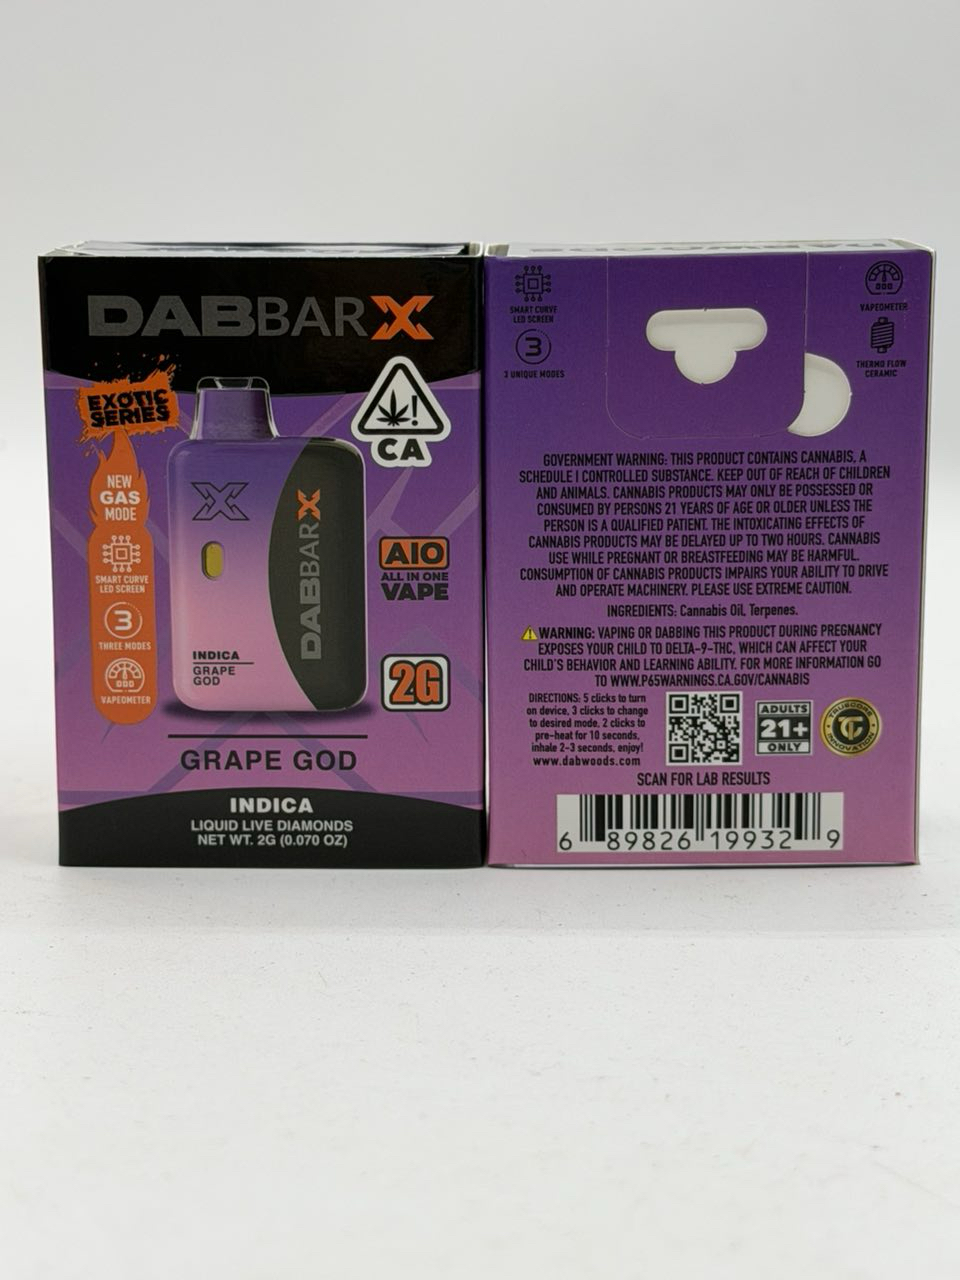 DABBARX
EXOTIC
SERIES
NEW
GAS
MODE
SMART CURVE
LED SCREEN
3
THREE MODES
VAPEOMETER
!
CA
X
DABBARX
INDICA
GRAPE
GOD
AIO
ALL IN ONE
VAPE
2G
GRAPE GOD
INDICA
LIQUID LIVE DIAMONDS
NET WT. 2G (0.070 OZ)
SMART CURVE
LED SCREEN
3
3 UNIQUE MODES
VAPEOMETER
THERMO FLOW
CERAMIC
GOVERNMENT WARNING: THIS PRODUCT CONTAINS CANNABIS, A
SCHEDULE I CONTROLLED SUBSTANCE. KEEP OUT OF REACH OF CHILDREN
AND ANIMALS. CANNABIS PRODUCTS MAY ONLY BE POSSESSED OR
CONSUMED BY PERSONS 21 YEARS OF AGE OR OLDER UNLESS THE
PERSON IS A QUALIFIED PATIENT. THE INTOXICATING EFFECTS OF
CANNABIS PRODUCTS MAY BE DELAYED UP TO TWO HOURS. CANNABIS
USE WHILE PREGNANT OR BREASTFEEDING MAY BE HARMFUL.
CONSUMPTION OF CANNABIS PRODUCTS IMPAIRS YOUR ABILITY TO DRIVE
AND OPERATE MACHINERY. PLEASE USE EXTREME CAUTION.
INGREDIENTS: Cannabis Oil, Terpenes.
⚠WARNING: VAPING OR DABBING THIS PRODUCT DURING PREGNANCY
EXPOSES YOUR CHILD TO DELTA-9-THC, WHICH CAN AFFECT YOUR
CHILD'S BEHAVIOR AND LEARNING ABILITY. FOR MORE INFORMATION GO
TO WWW.P65WARNINGS.CA.GOV/CANNABIS
DIRECTIONS: 5 clicks to turn
on device, 3 clicks to change
to desired mode, 2 clicks to
pre-heat for 10 seconds,
inhale 2-3 seconds, enjoy!
www.dabwoods.com
ADULTS
21+
ONLY
TRUECORE
INNOVATION
SCAN FOR LAB RESULTS
6 89826 19932 9